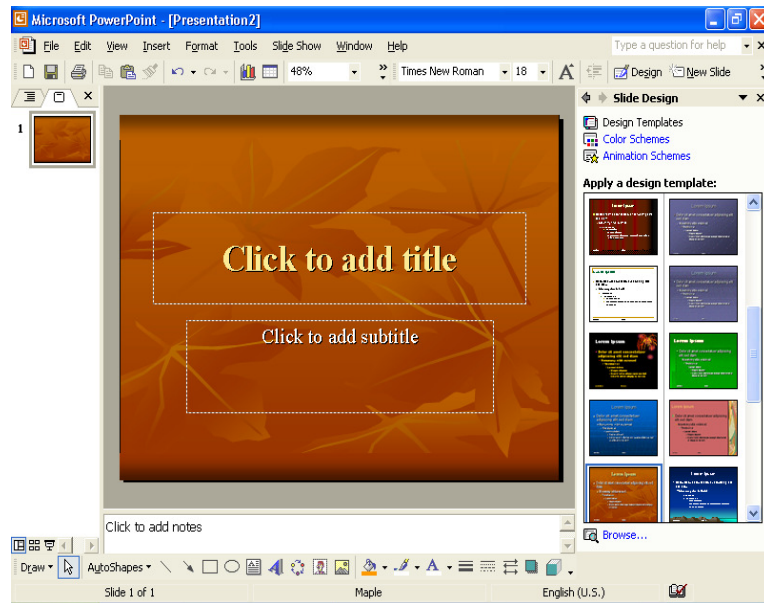 Microsoft PowerPoint - [Presentation2]
File Edit View Insert Format Tools Slide Show Window Help Type a question for help
48% Times New Roman 18 A Design New Slide
Slide Design
1
Design Templates
Color Schemes
Animation Schemes
Apply a design template:
Click to add title
Click to add subtitle
Click to add notes
Browse...
Draw AutoShapes A A
Slide 1 of 1 Maple English (U.S.)